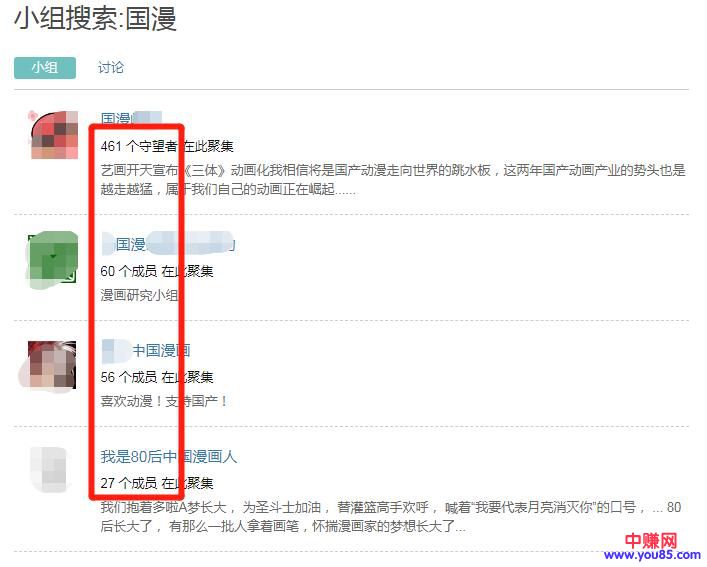 小组搜索:国漫
小组 讨论
国漫
461 个守望者 在此聚集
艺画开天宣布《三体》动画化我相信将是国产动漫走向世界的跳水板，这两年国产动画产业的势头也是
越走越猛，属于我们自己的动画正在崛起......
国漫
60 个成员 在此聚集
漫画研究小组
中国漫画
56 个成员 在此聚集
喜欢动漫！支持国产！
我是80后中国漫画人
27 个成员 在此聚集
我们抱着多啦A梦长大， 为圣斗士加油， 替灌篮高手欢呼， 喊着“我要代表月亮消灭你”的口号， ... 80
后长大了， 有那么一批人拿着画笔，怀揣漫画家的梦想长大了...
中赚网
www.you85.com